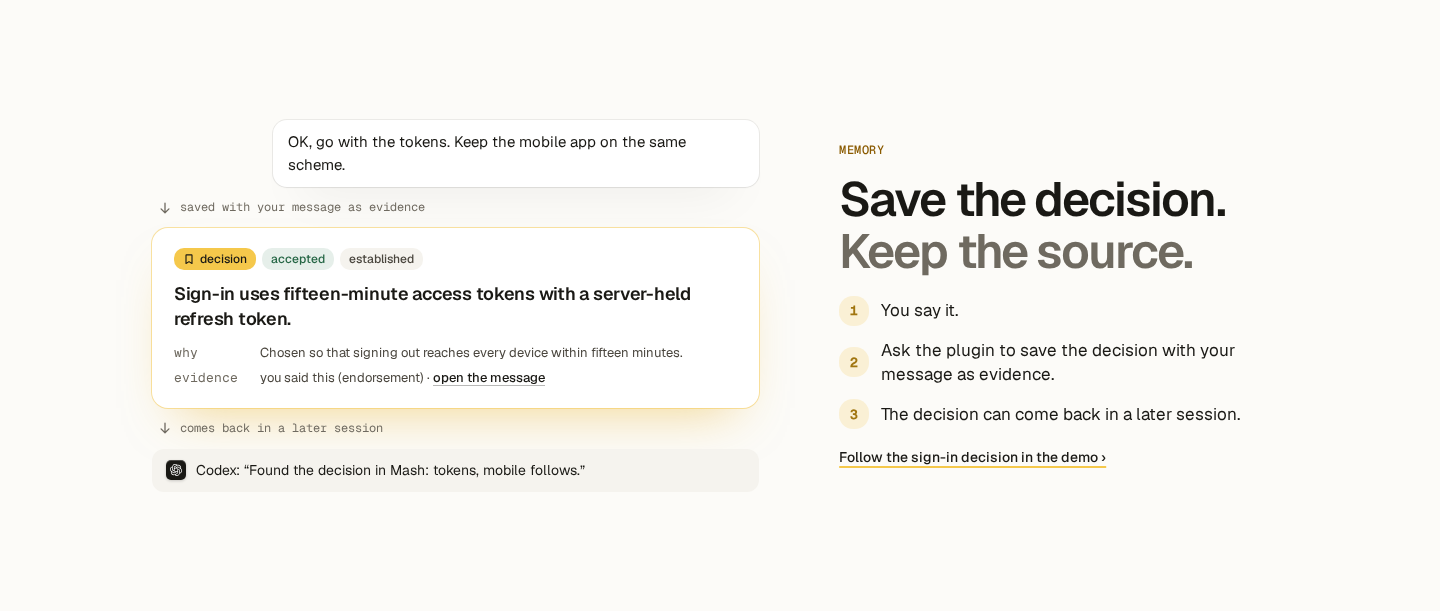 OK, go with the tokens. Keep the mobile app on the same
scheme.
↓ saved with your message as evidence
decision accepted established
Sign-in uses fifteen-minute access tokens with a server-held
refresh token.
why Chosen so that signing out reaches every device within fifteen minutes.
evidence you said this (endorsement) · open the message
↓ comes back in a later session
Codex: “Found the decision in Mash: tokens, mobile follows.”
MEMORY
Save the decision.
Keep the source.
1 You say it.
2 Ask the plugin to save the decision with your
message as evidence.
3 The decision can come back in a later session.
Follow the sign-in decision in the demo ›